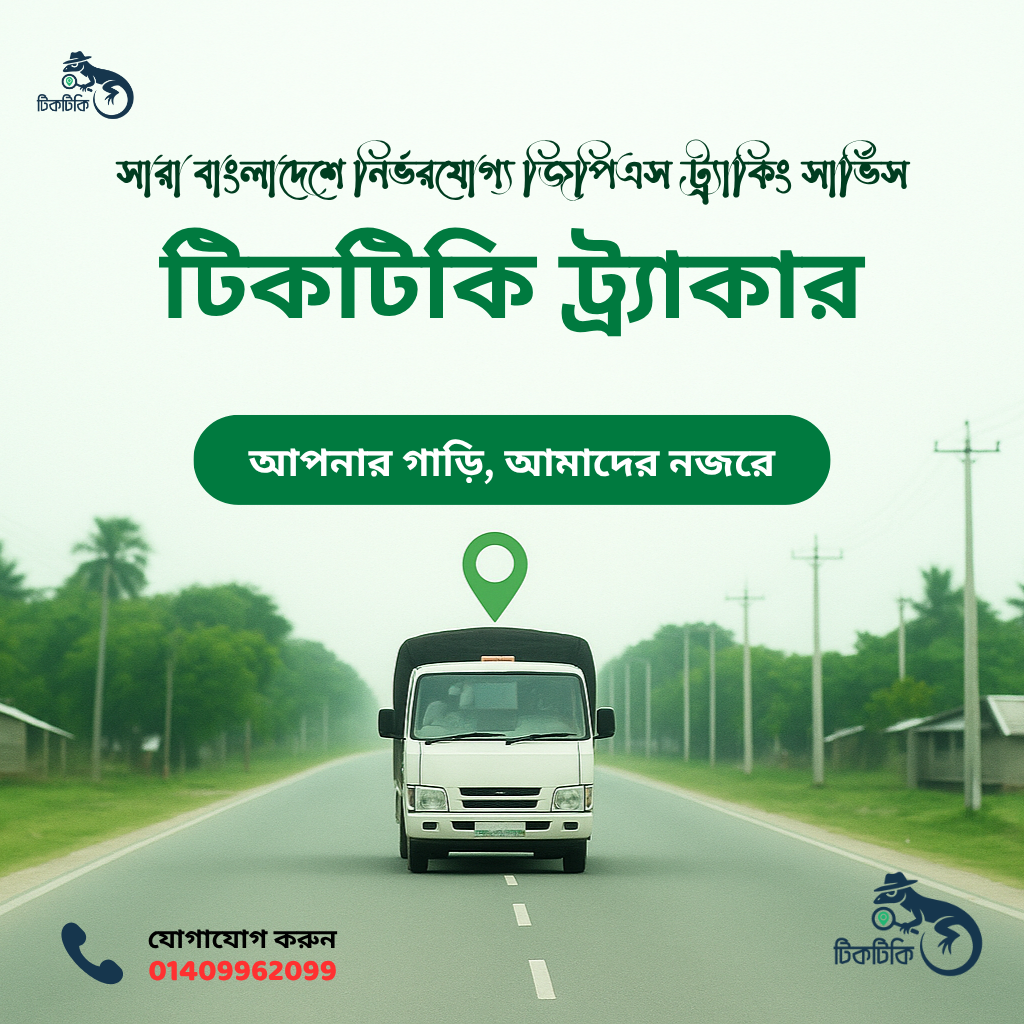 টিকটিকি
সারা বাংলাদেশে নির্ভরযোগ্য জিপিএস ট্র্যাকিং সার্ভিস
টিকটিকি ট্র্যাকার
আপনার গাড়ি, আমাদের নজরে
যোগাযোগ করুন
01409962099
টিকটিকি